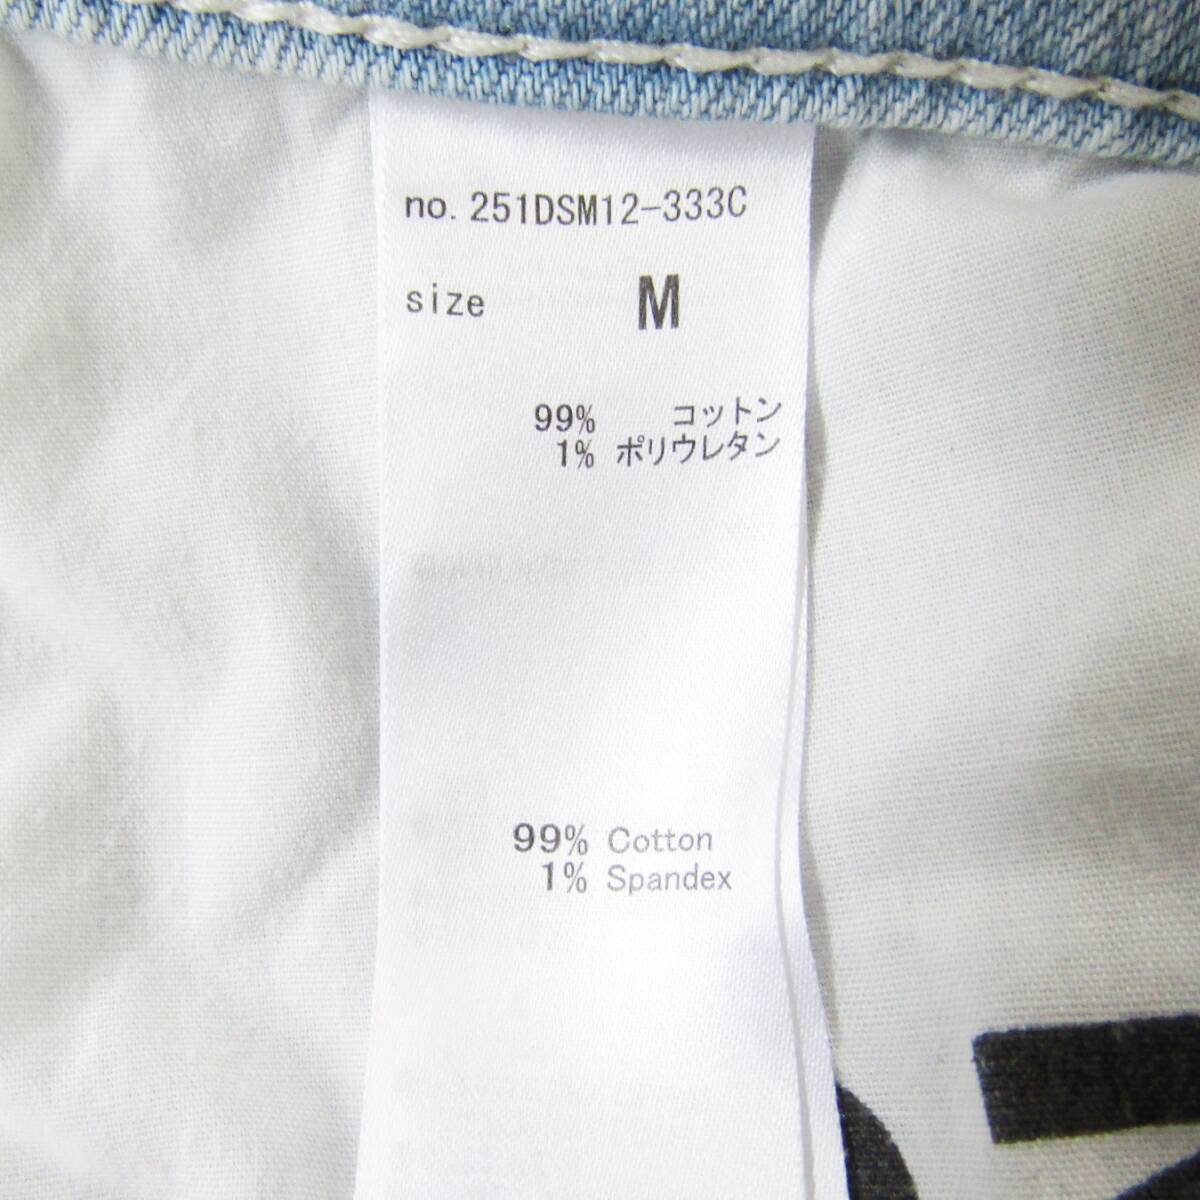 no. 251DSM12-333C
size M
99% コットン
1% ポリウレタン
99% Cotton
1% Spandex